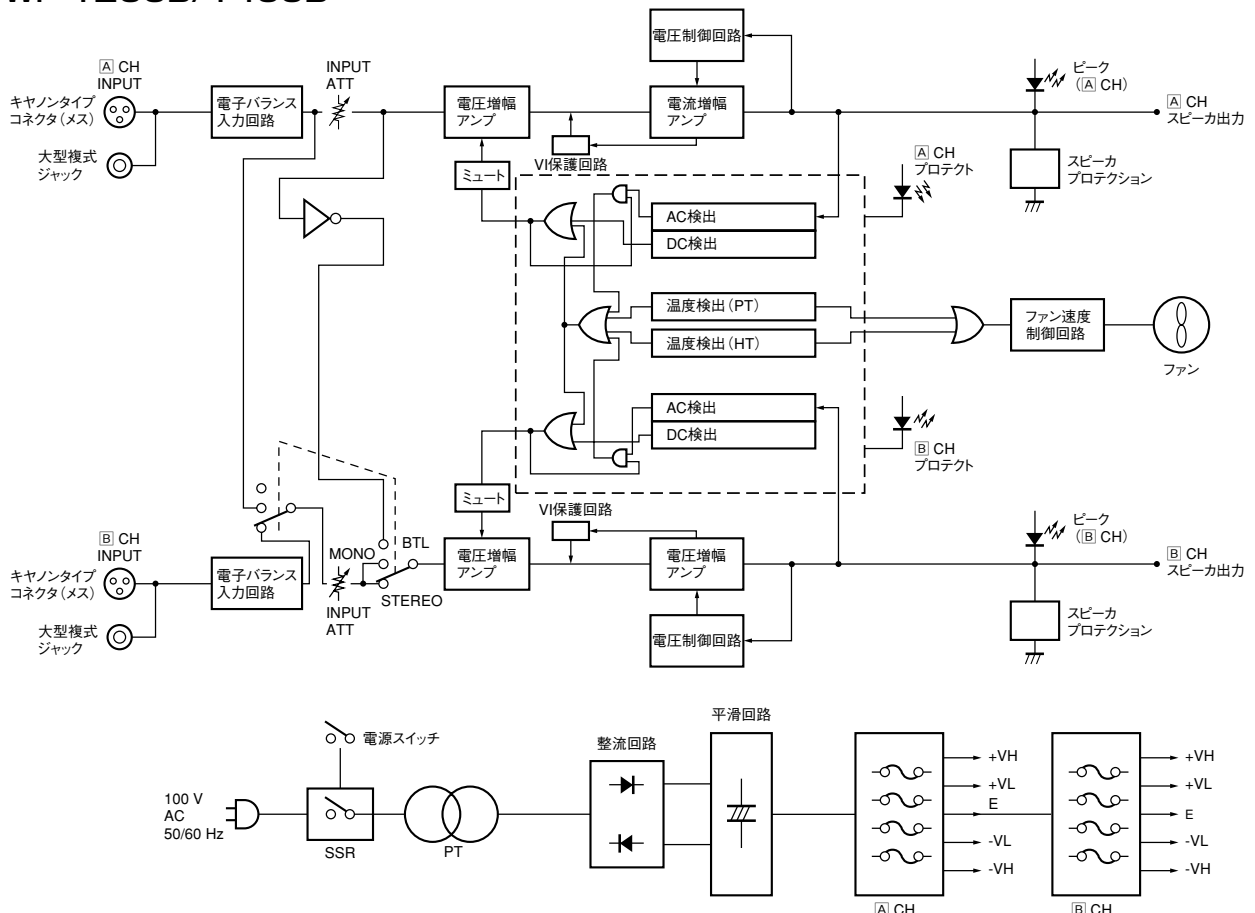 電圧制御回路
A CH
INPUT
INPUT
ATT
キヤノンタイプ
コネクタ(メス)
電子バランス
入力回路
電圧増幅
アンプ
電流増幅
アンプ
ピーク
(A CH)
A CH
スピーカ出力
大型複式
ジャック
VI保護回路
ミュート
A CH
プロテクト
スピーカ
プロテクション
AC検出
DC検出
温度検出(PT)
温度検出(HT)
ファン速度
制御回路
ファン
AC検出
DC検出
B CH
プロテクト
ミュート
VI保護回路
B CH
INPUT
MONO
BTL
ピーク
(B CH)
B CH
スピーカ出力
キヤノンタイプ
コネクタ(メス)
電子バランス
入力回路
電圧増幅
アンプ
電圧増幅
アンプ
STEREO
INPUT
ATT
大型複式
ジャック
電圧制御回路
スピーカ
プロテクション
平滑回路
電源スイッチ
整流回路
100 V
AC
50/60 Hz
SSR
PT
+VH
+VL
E
-VL
-VH
+VH
+VL
E
-VL
-VH
A CH
B CH